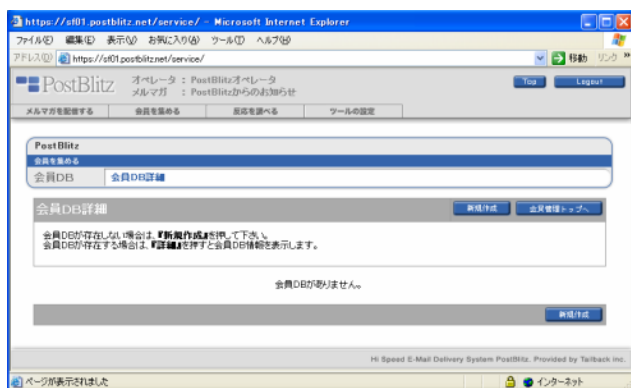 https://sf01.postblitz.net/service/ - Microsoft Internet Explorer
ファイル(F) 編集(E) 表示(V) お気に入り(A) ツール(T) ヘルプ(H)
アドレス(D) https://sf01.postblitz.net/service/ 移動 リンク »
PostBlitz オペレータ : PostBlitzオペレータ Top Logout
メルマガ : PostBlitzからのお知らせ
メルマガを配信する 会員を集める 反応を調べる ツールの設定
PostBlitz
会員を集める
会員DB 会員DB詳細
会員DB詳細 新規作成 会員管理トップへ
会員DBが存在しない場合は、『新規作成』を押して下さい。
会員DBが存在する場合は、『詳細』を押すと会員DB情報を表示します。
会員DBがありません。
新規作成
Hi Speed E-Mail Delivery System PostBlitz. Provided by Tailback inc.
ページが表示されました インターネット